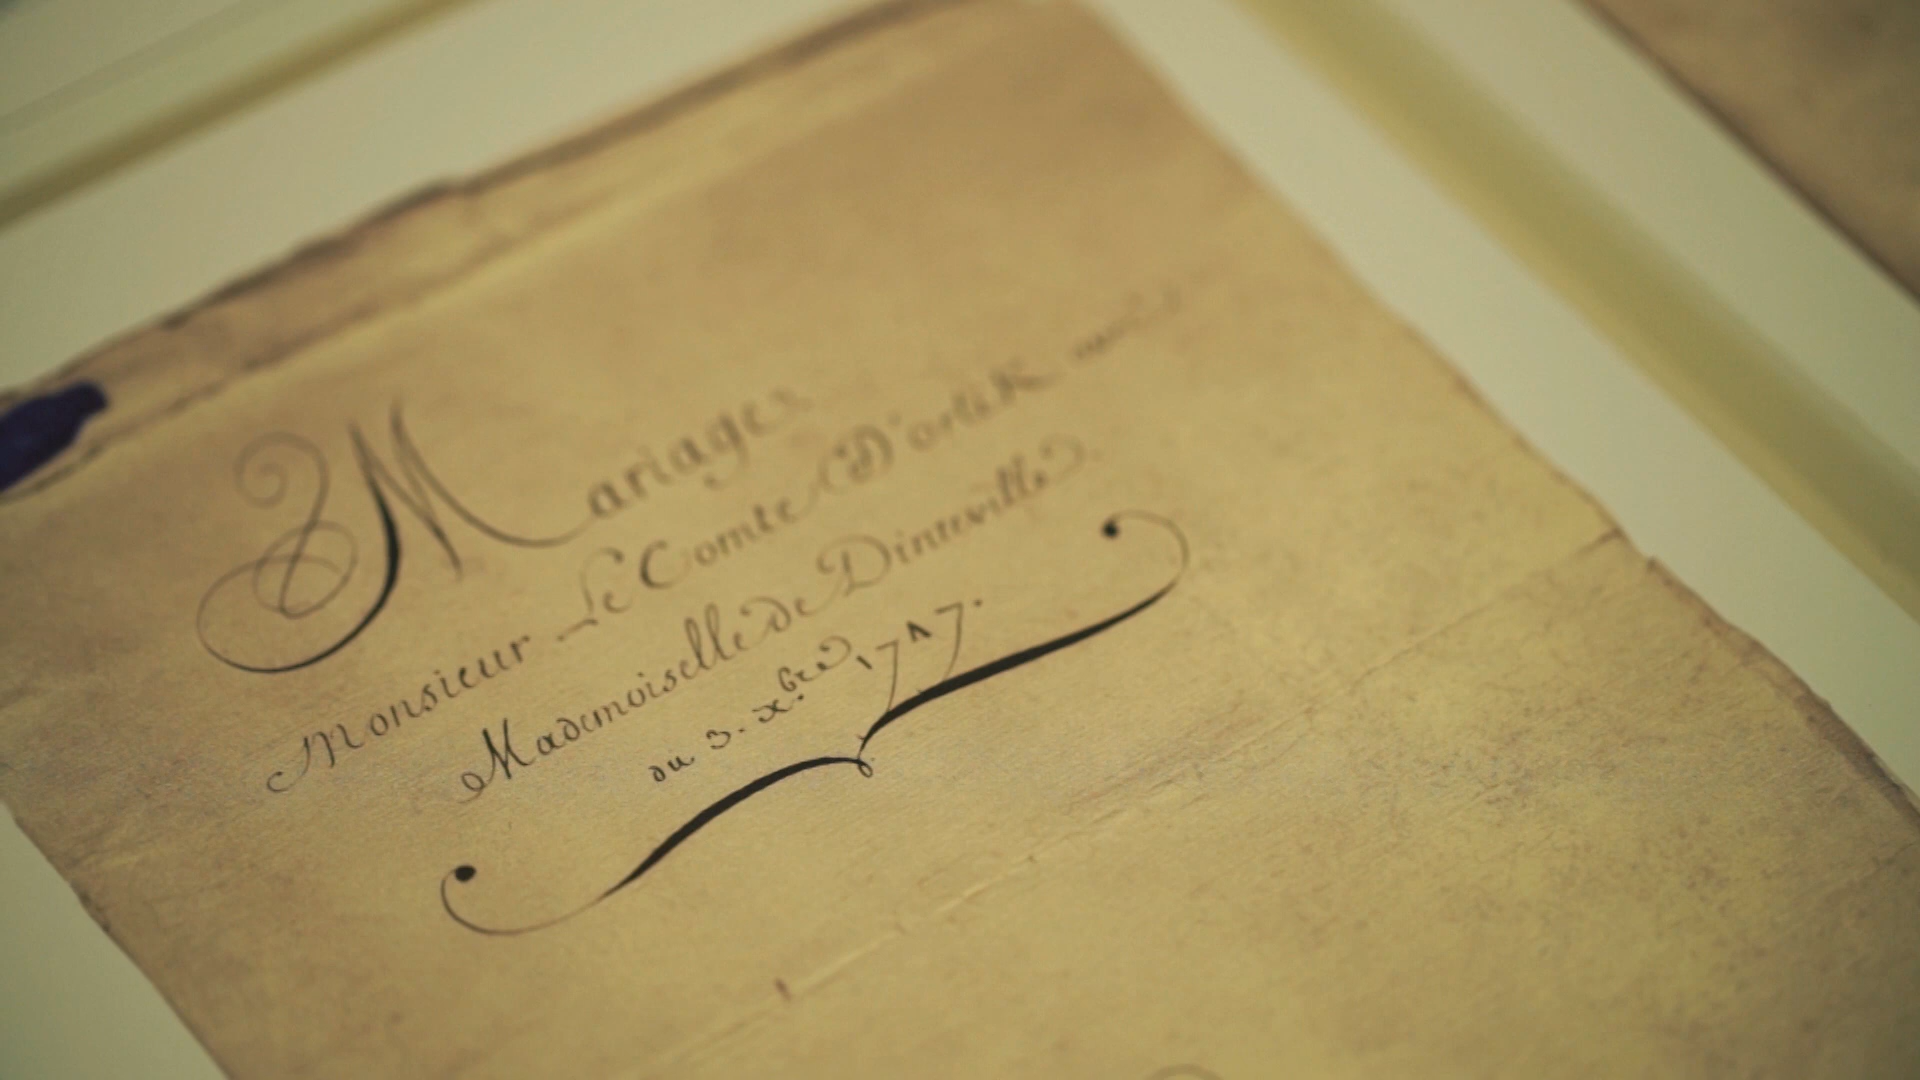 Mariage
Monsieur Le Comte D'orlik
Mademoiselle de Dinteville
du 3. xbre 1747.